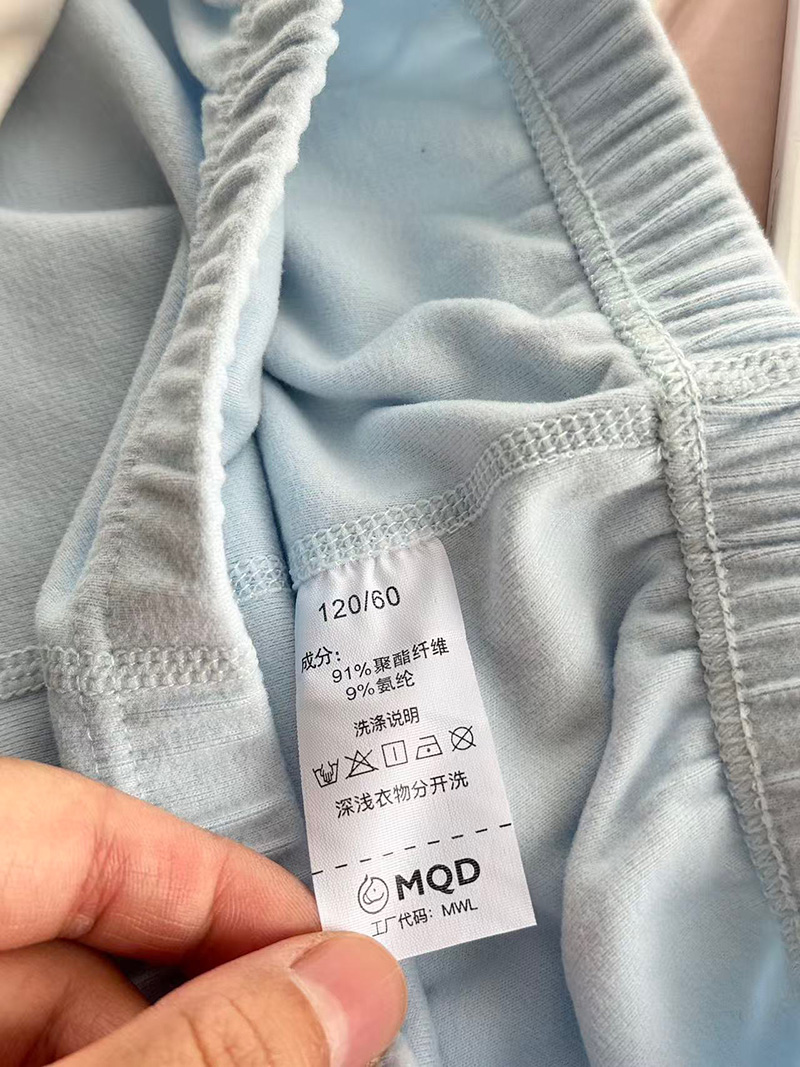 120/60
成分：
91%聚酯纤维
9%氨纶
洗涤说明
深浅衣物分开洗
MQD
工厂代码：MWL